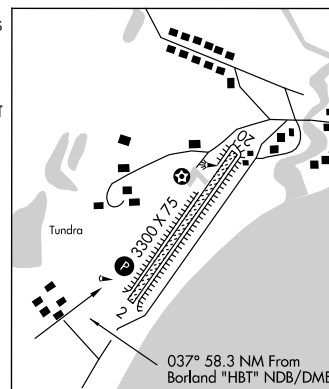 S
T
20
Tundra
3300 X 75
P
2
037° 58.3 NM From
Borland "HBT" NDB/DME